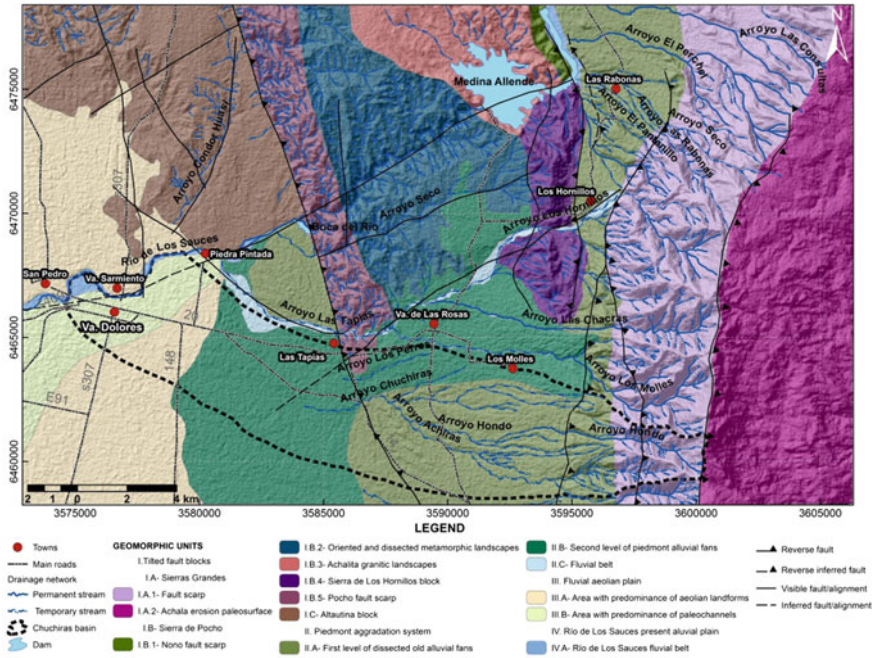 N
Arroyo Las Conquitas
Arroyo El Perchel
Medina Allende
Las Rabonas
6475000
Arroyo Seco
Arroyo Las Rabonas
Arroyo El Pantanillo
307
Arroyo Condor Huasi
Los Hornillos
6470000
Arroyo Seco
Arroyo Los Hornillos
Boca del Rio
Rio de Los Sauces
Piedra Pintada
San Pedro
Va. Sarmiento
Va. Dolores
Arroyo Las Tapias
Va. de Las Rosas
Arroyo Las Chacras
20
6465000
Las Tapias
Arroyo Los Perros
Los Molles
Arroyo Los Molles
148
s307
Arroyo Chuchiras
E91
Arroyo Hondo
Arroyo Hondo
Arroyo Achiras
14
6460000
2 1 0 2 4 km
3575000 3580000 3585000 3590000 3595000 3600000 3605000
LEGEND
Towns
Main roads
Drainage network
Permanent stream
Temporary stream
Chuchiras basin
Dam
GEOMORPHIC UNITS
I.Tilted fault blocks
I.A- Sierras Grandes
I.A.1- Fault scarp
I.A.2- Achala erosion paleosurface
I.B- Sierra de Pocho
I.B.1- Nono fault scarp
I.B.2- Oriented and dissected metamorphic landscapes
I.B.3- Achalita granitic landscapes
I.B.4- Sierra de Los Hornillos block
I.B.5- Pocho fault scarp
I.C- Altautina block
II. Piedmont aggradation system
II.A- First level of dissected old alluvial fans
II.B- Second level of piedmont alluvial fans
II.C- Fluvial belt
III. Fluvial aeolian plain
III.A- Area with predominance of aeolian landforms
III.B- Area with predominance of paleochannels
IV. Río de Los Sauces present aluvial plain
IV.A- Río de Los Sauces fluvial belt
Reverse fault
Reverse inferred fault
Visible fault/alignment
Inferred fault/alignment